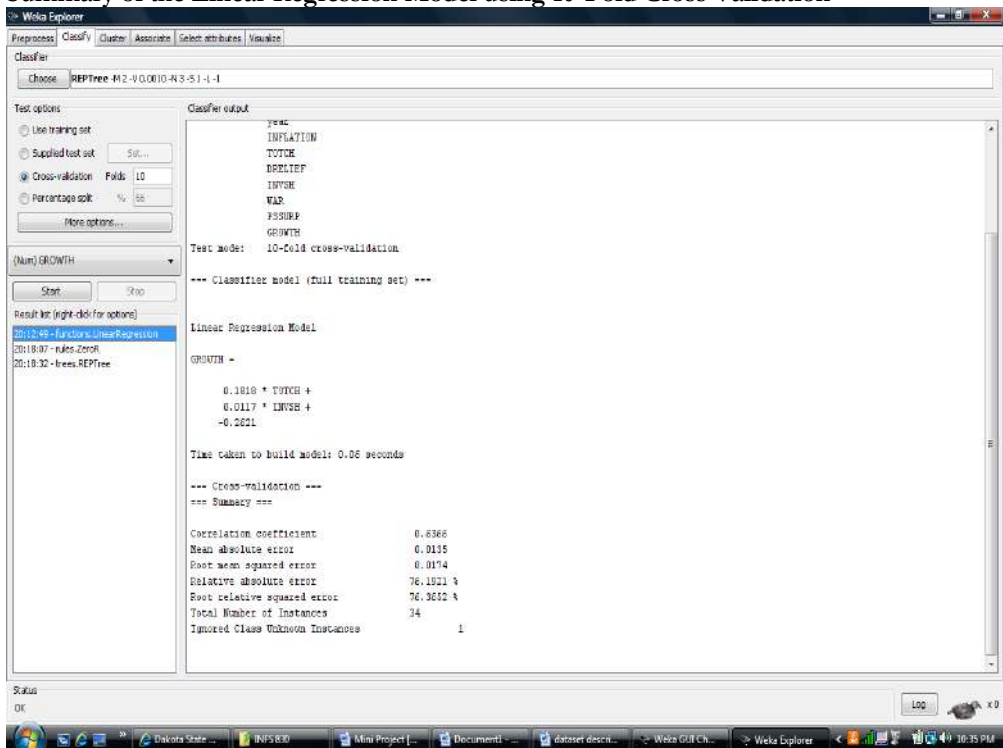 Summary of the Linear Regression Model using 10-Fold Cross-Validation
Weka Explorer
Preprocess Classify Cluster Associate Select attributes Visualize
Classifier
Choose REPTree -M 2 -V 0.0010 -N 3 -S 1 -L -1
Test options
Use training set
Supplied test set Set...
Cross-validation Folds 10
Percentage split % 66
More options...
(Num) GROWTH
Start Stop
Result list (right-click for options)
20:12:49 - functions.LinearRegression
20:18:07 - rules.ZeroR
20:18:32 - trees.REPTree
Classifier output
year
INFLATION
TOTCH
DRELIEF
INVSH
WAR
PSSURP
GROWTH
Test mode: 10-fold cross-validation
=== Classifier model (full training set) ===
Linear Regression Model
GROWTH =
0.1818 * TOTCH +
0.0117 * INVSH +
-0.2621
Time taken to build model: 0.06 seconds
=== Cross-validation ===
=== Summary ===
Correlation coefficient 0.6366
Mean absolute error 0.0135
Root mean squared error 0.0174
Relative absolute error 76.1921 %
Root relative squared error 76.3652 %
Total Number of Instances 34
Ignored Class Unknown Instances 1
Status
OK
Log x 0
Dakota State ... INFS 830 Mini Project [... Document1 - ... dataset descri... Weka GUI Ch... Weka Explorer 10:35 PM